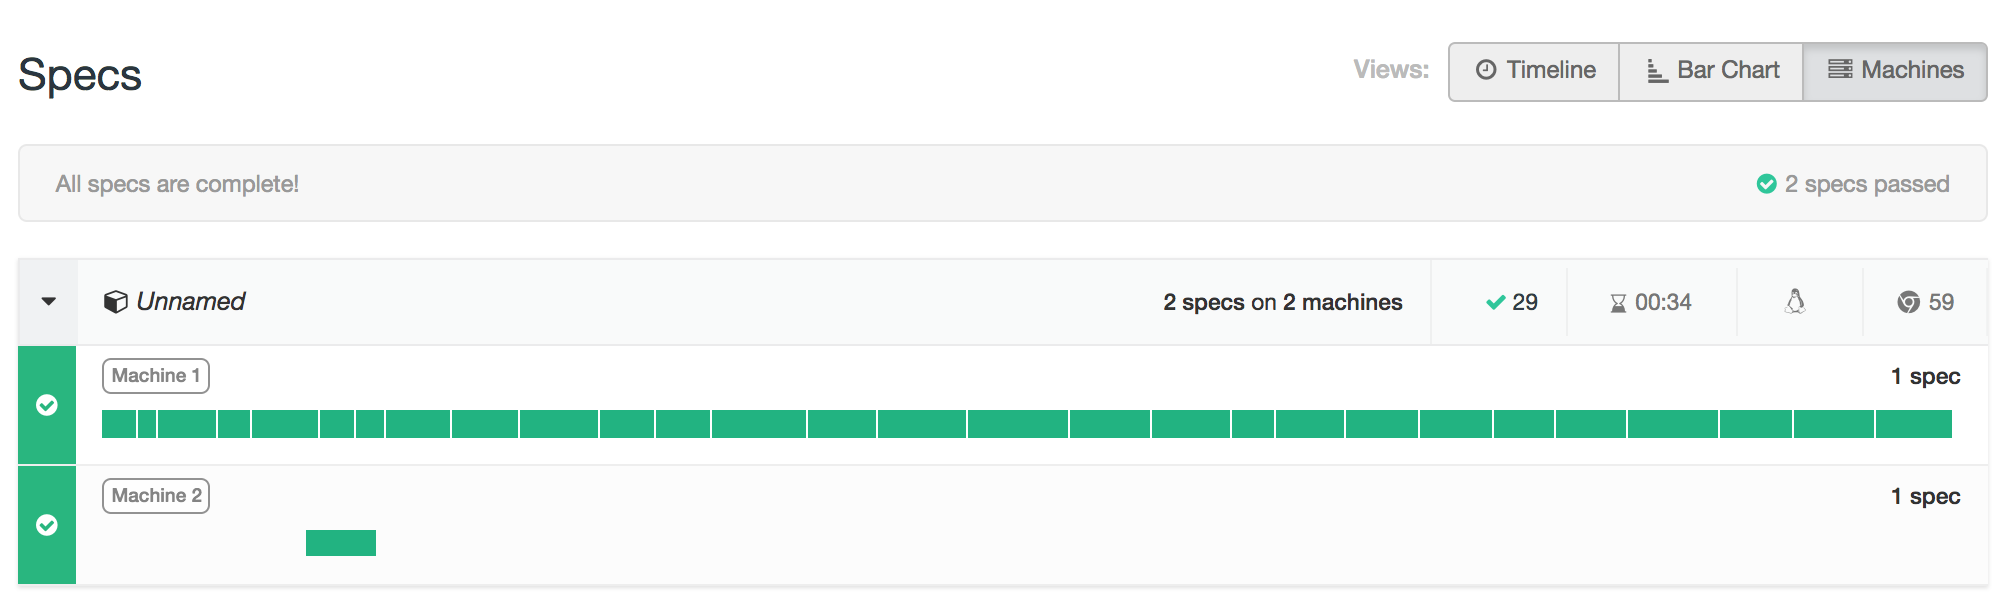 Specs
Views: Timeline Bar Chart Machines
All specs are complete! 2 specs passed
Unnamed 2 specs on 2 machines 29 00:34 59
Machine 1 1 spec
Machine 2 1 spec